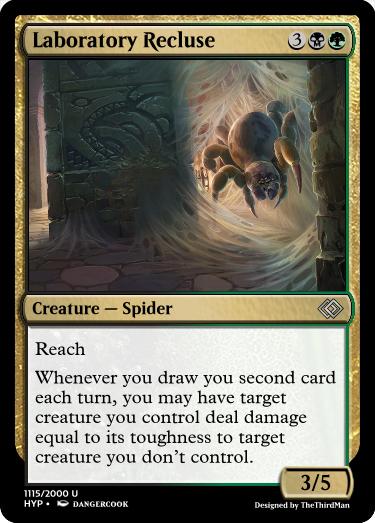 Laboratory Recluse 3
Creature — Spider
Reach
Whenever you draw you second card
each turn, you may have target
creature you control deal damage
equal to its toughness to target
creature you don't control.
3/5
1115/2000 U
HYP • DANGERCOOK
Designed by TheThirdMan